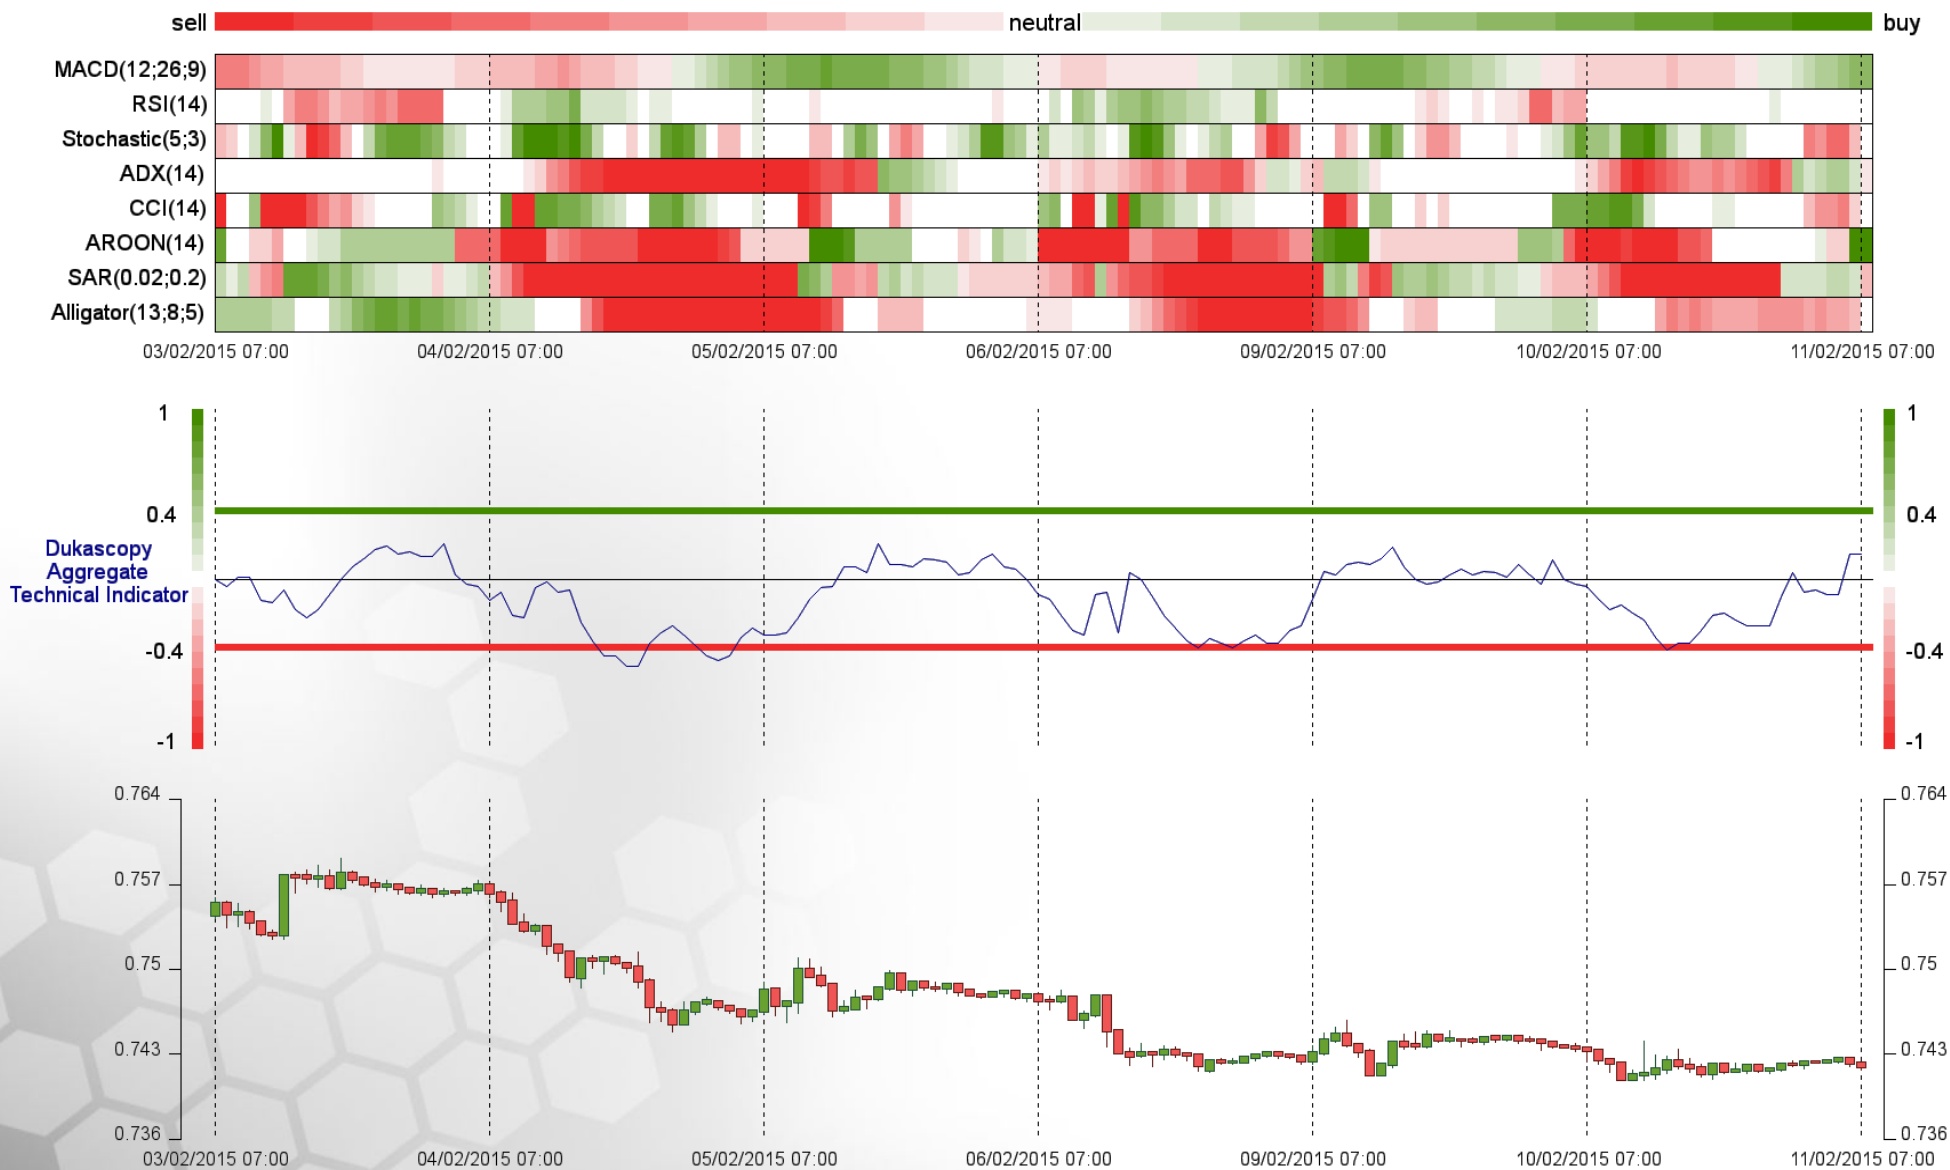 sell neutral buy
MACD(12;26;9)
RSI(14)
Stochastic(5;3)
ADX(14)
CCI(14)
AROON(14)
SAR(0.02;0.2)
Alligator(13;8;5)
03/02/2015 07:00 04/02/2015 07:00 05/02/2015 07:00 06/02/2015 07:00 09/02/2015 07:00 10/02/2015 07:00 11/02/2015 07:00
1 1
0.4 0.4
Dukascopy
Aggregate
Technical Indicator
-0.4 -0.4
-1 -1
0.764 0.764
0.757 0.757
0.75 0.75
0.743 0.743
0.736 0.736
03/02/2015 07:00 04/02/2015 07:00 05/02/2015 07:00 06/02/2015 07:00 09/02/2015 07:00 10/02/2015 07:00 11/02/2015 07:00